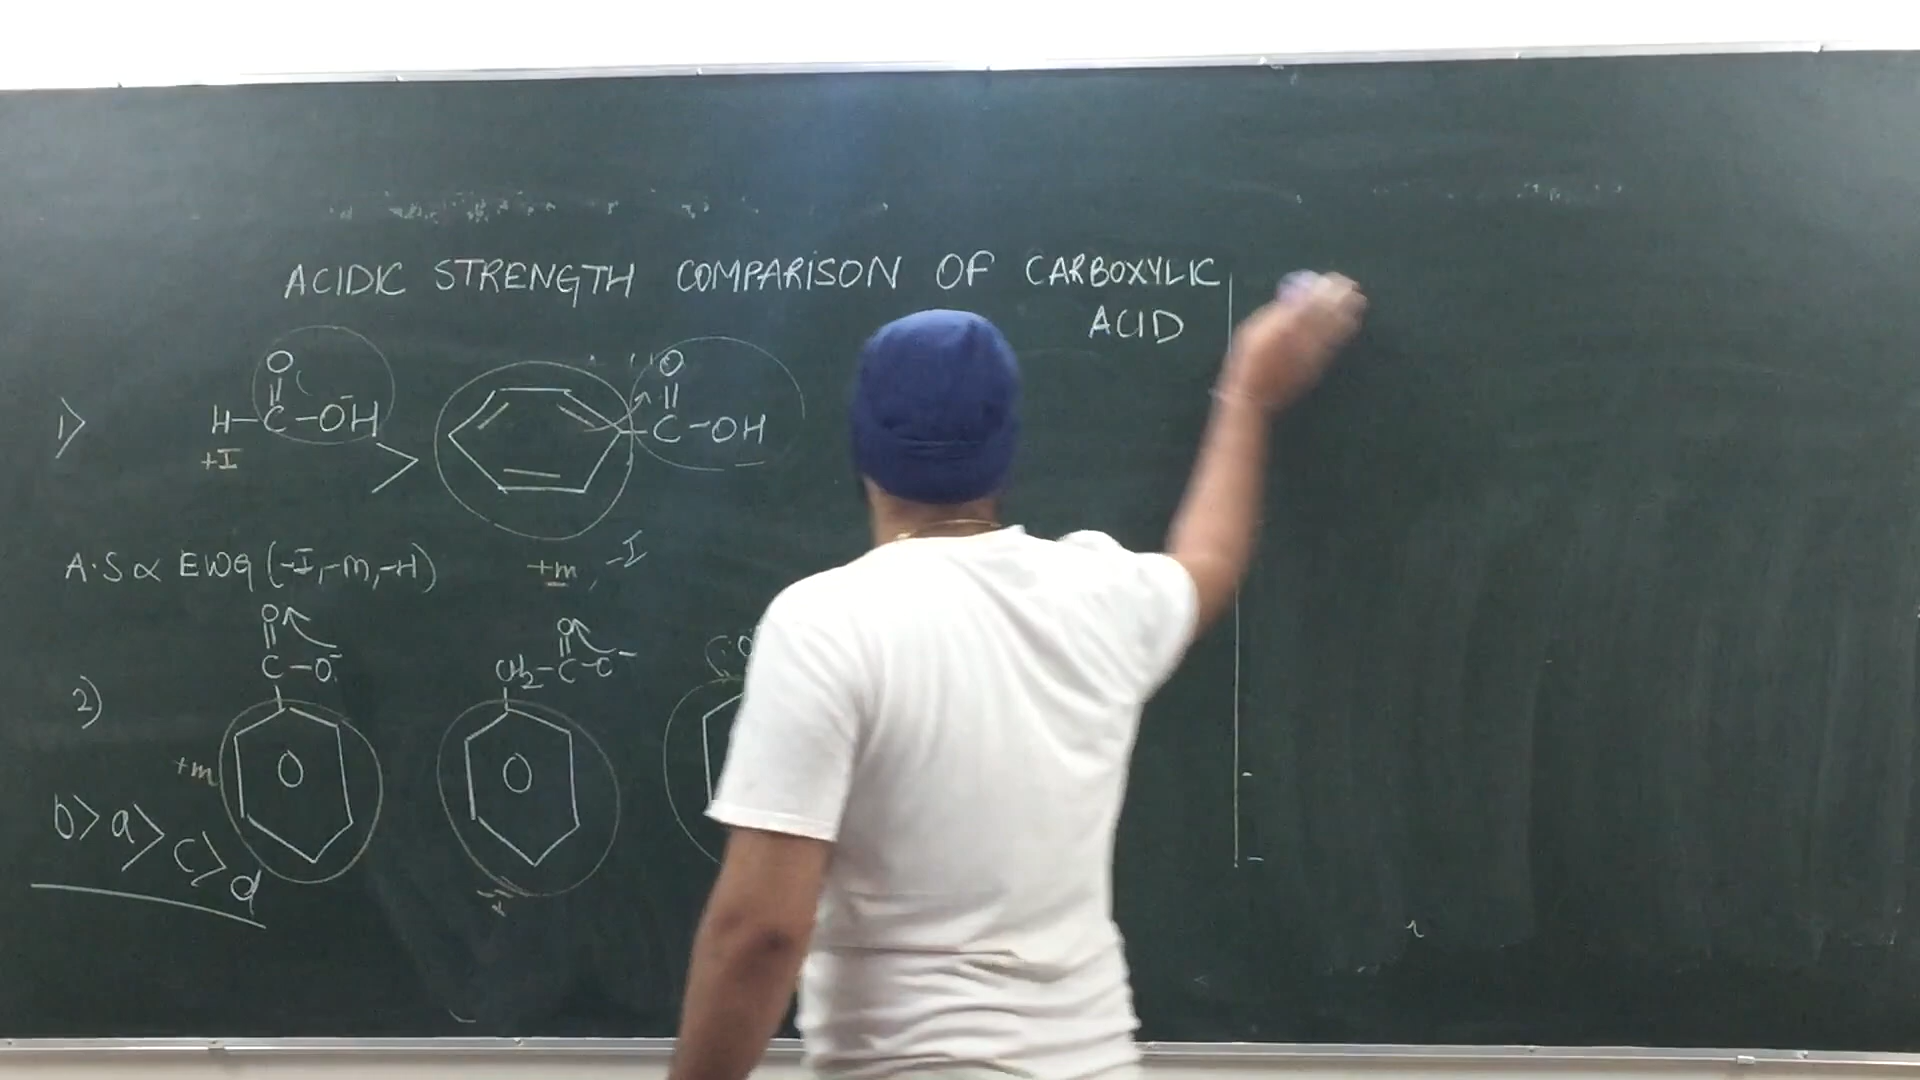 ACIDIC STRENGTH COMPARISON OF CARBOXYLIC
ACID
1)
O
H-C-O⁻H
+I
>
O
C-OH
A.S ∝ EWG (-I, -m, -H)
+m, -I
2)
O
C-O⁻
+m
O
CH2-C-O⁻
-I
b>a>c>d